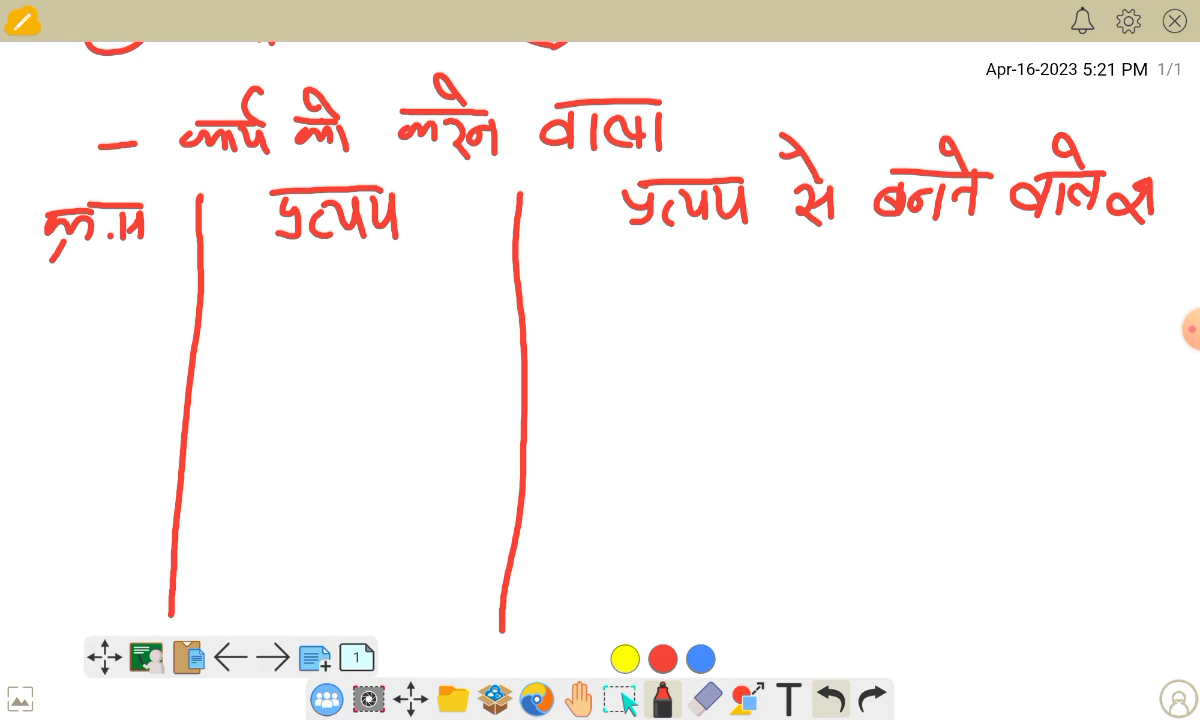 Apr-16-2023 5:21 PM 1/1
– कार्य को करने वाला
क्र.म प्रत्यय प्रत्यय से बनने वाले श
1